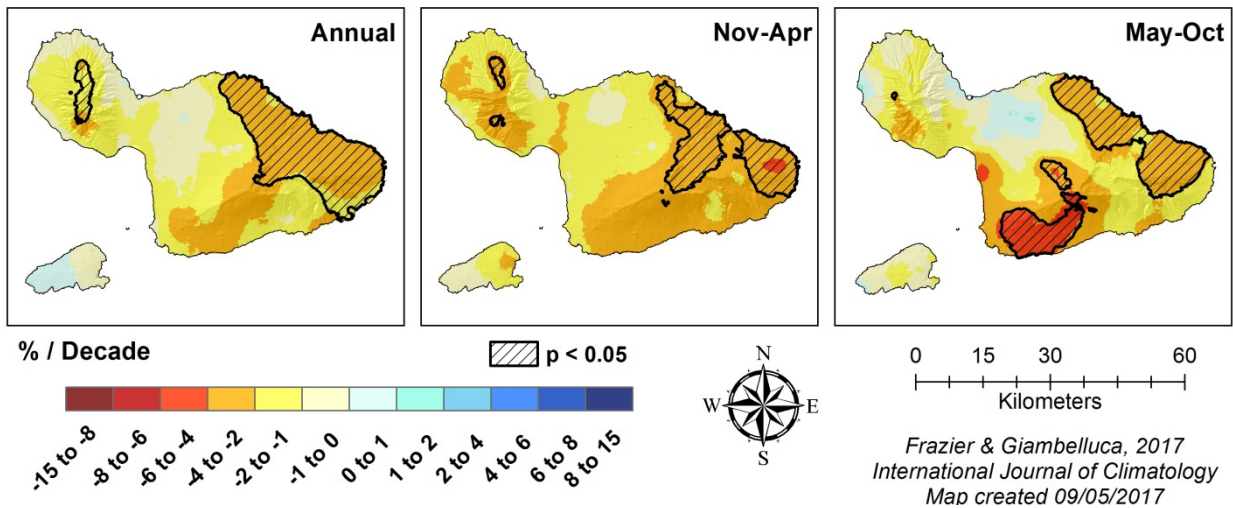 Annual
Nov-Apr
May-Oct
% / Decade
p < 0.05
-15 to -8
-8 to -6
-6 to -4
-4 to -2
-2 to -1
-1 to 0
0 to 1
1 to 2
2 to 4
4 to 6
6 to 8
8 to 15
N
W E
S
0 15 30 60
Kilometers
Frazier & Giambelluca, 2017
International Journal of Climatology
Map created 09/05/2017